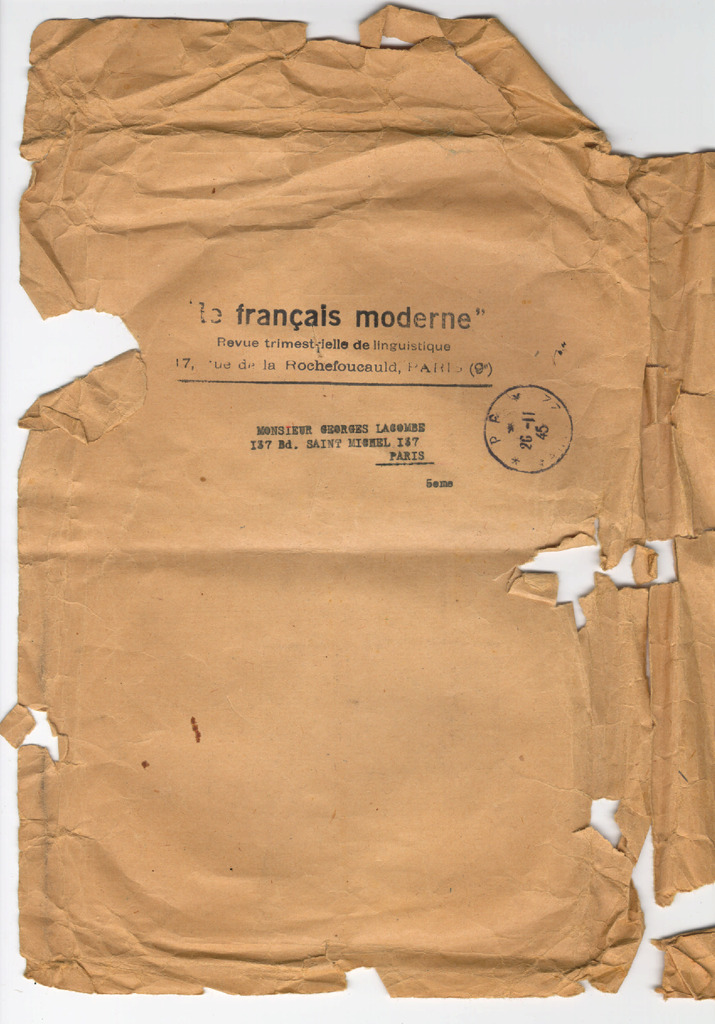 "le français moderne"
Revue trimestrielle de linguistique
17, rue de la Rochefoucauld, PARIS (9e)
MONSIEUR GEORGES LACOMBE
137 Bd. SAINT MICHEL 137
PARIS
5eme
26-11
45